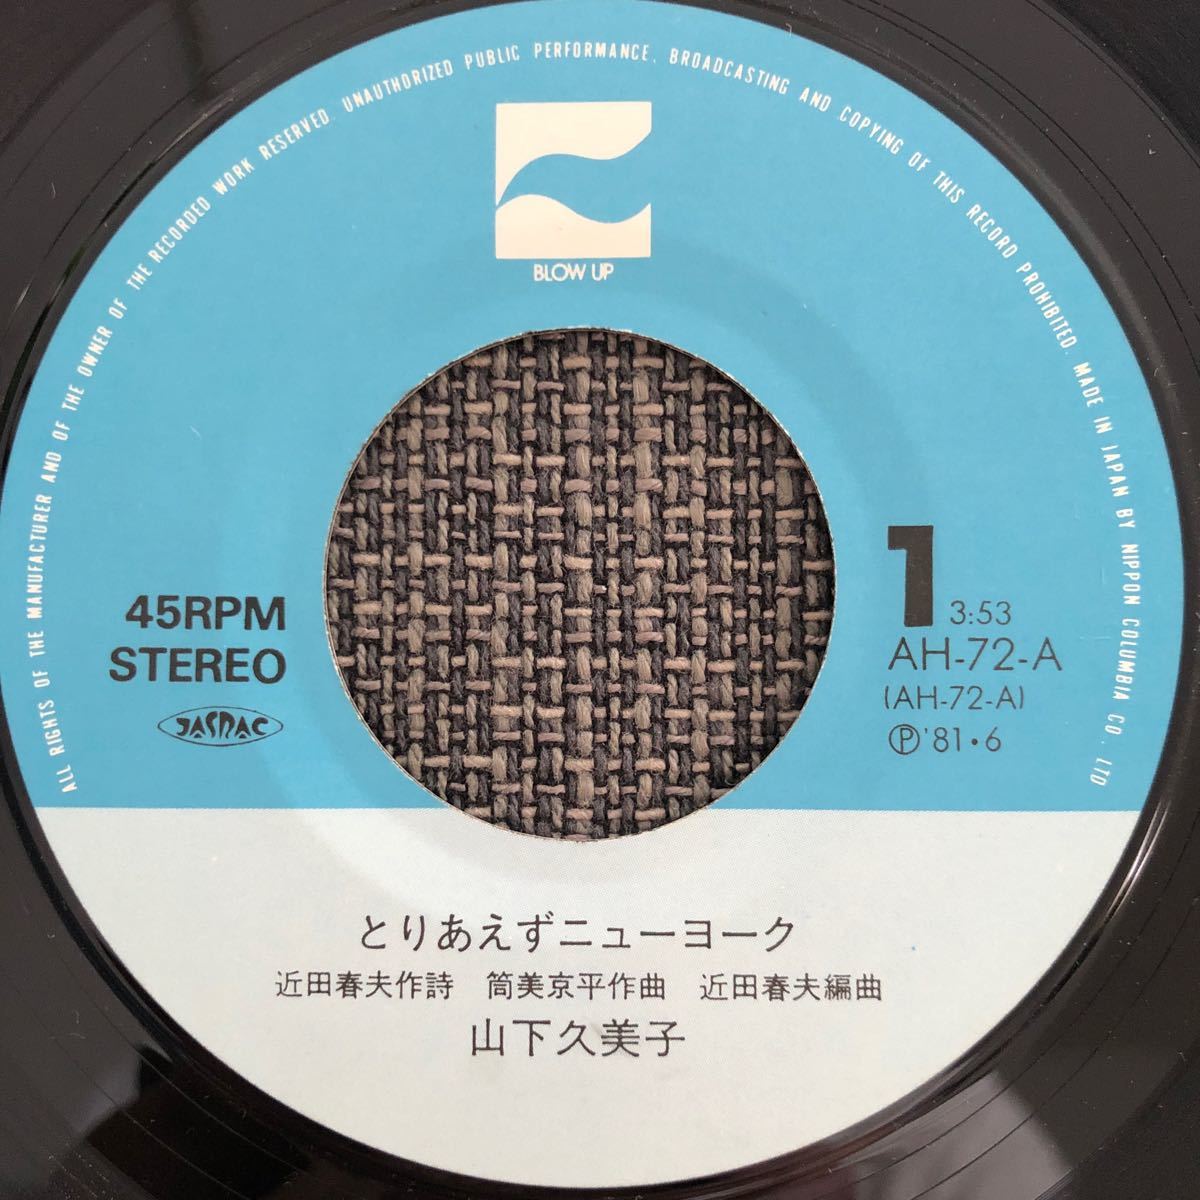 ALL RIGHTS OF THE MANUFACTURER AND OF THE OWNER OF THE RECORDED WORK RESERVED. UNAUTHORIZED PUBLIC PERFORMANCE, BROADCASTING AND COPYING OF THIS RECORD PROHIBITED. MADE IN JAPAN BY NIPPON COLUMBIA CO., LTD
BLOW UP
45RPM
STEREO
JASRAC
1 3:53
AH-72-A
(AH-72-A)
Ⓟ'81・6
とりあえずニューヨーク
近田春夫作詩 筒美京平作曲 近田春夫編曲
山下久美子